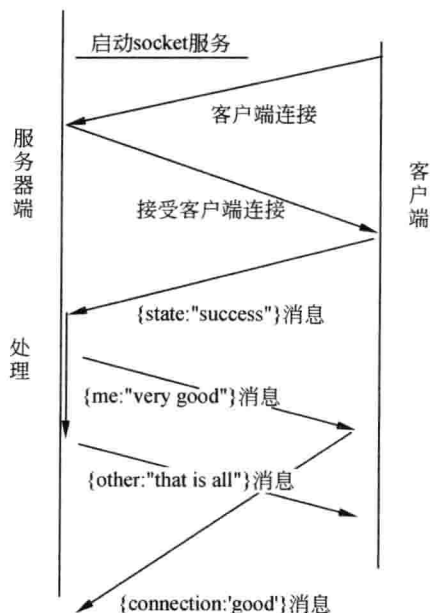 启动socket服务
客户端连接
服务器端
客户端
接受客户端连接
{state:"success"}消息
处理
{me:"very good"}消息
{other:"that is all"}消息
{connection:'good'}消息